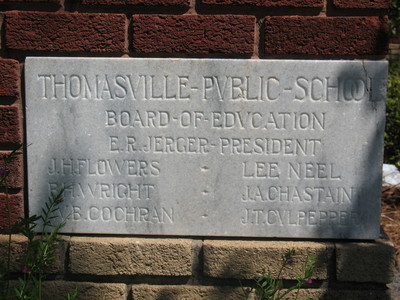 THOMASVILLE-PVBLIC-SCHOOL
BOARD-OF-EDVCATION
E.R.JERGER-PRESIDENT
J.H.FLOWERS - LEE NEEL
WRIGHT - J.A.CHASTAIN
B.COCHRAN - J.T.CVLPEPPER